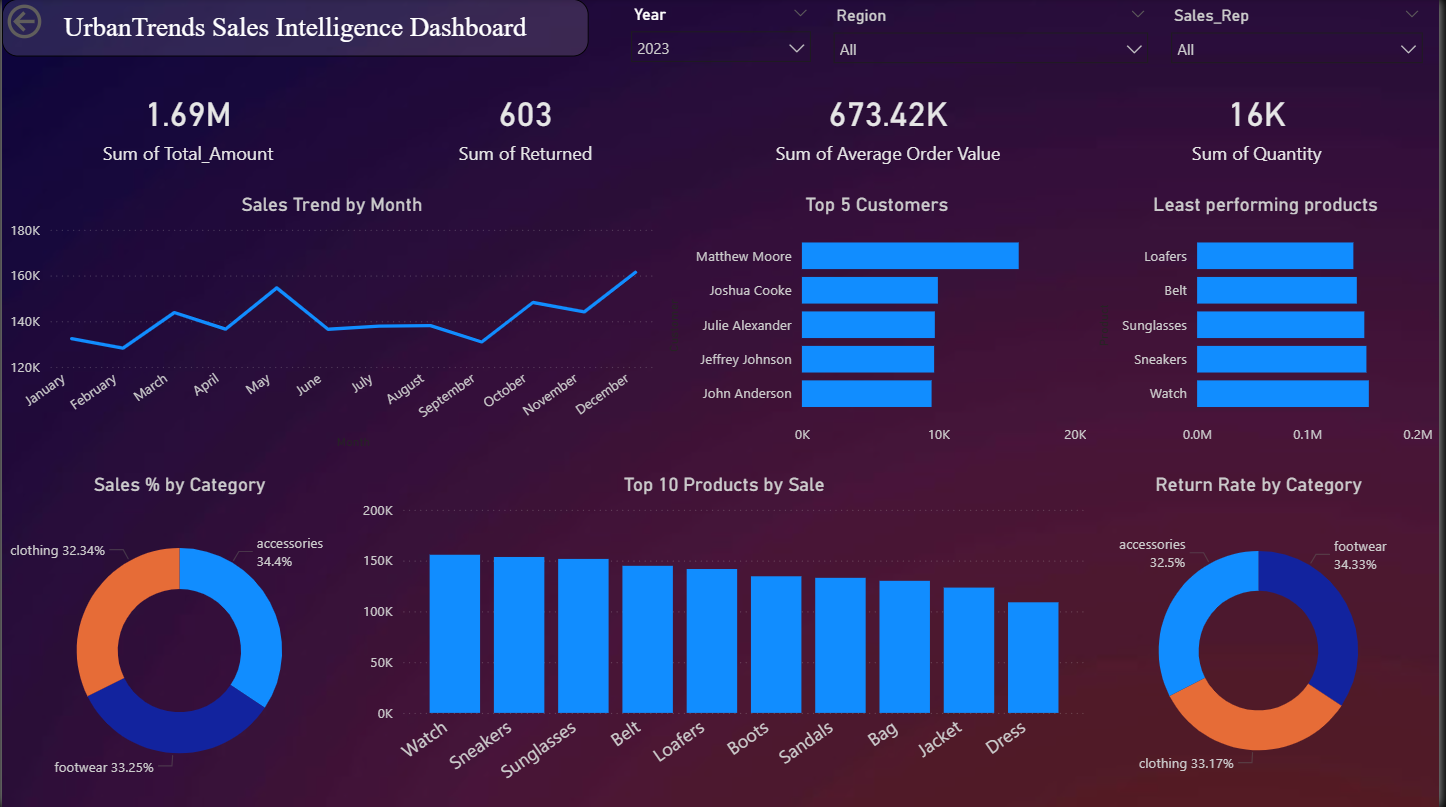 UrbanTrends Sales Intelligence Dashboard
Year
2023
Region
All
Sales_Rep
All
1.69M
Sum of Total_Amount
603
Sum of Returned
673.42K
Sum of Average Order Value
16K
Sum of Quantity
Sales Trend by Month
180K
160K
140K
120K
January
February
March
April
May
June
July
August
September
October
November
December
Month
Top 5 Customers
Matthew Moore
Joshua Cooke
Julie Alexander
Jeffrey Johnson
John Anderson
0K
10K
20K
Least performing products
Loafers
Belt
Sunglasses
Sneakers
Watch
0.0M
0.1M
0.2M
Sales % by Category
clothing 32.34%
accessories
34.4%
footwear 33.25%
Top 10 Products by Sale
200K
150K
100K
50K
0K
Watch
Sneakers
Sunglasses
Belt
Loafers
Boots
Sandals
Bag
Jacket
Dress
Return Rate by Category
accessories
32.5%
footwear
34.33%
clothing 33.17%